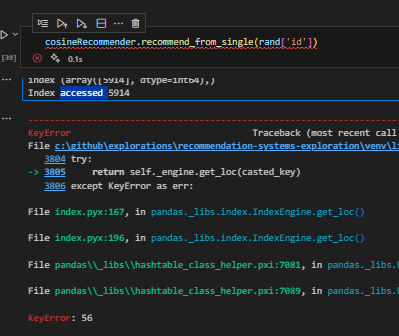 cosineRecommender.recommend_from_single(rand['id'])
[39]
0.1s
index (array([5914], dtype=int64),)
Index accessed 5914
KeyError Traceback (most recent call
File c:\github\explorations\recommendation-systems-exploration\venv\li
3804 try:
-> 3805 return self._engine.get_loc(casted_key)
3806 except KeyError as err:
File index.pyx:167, in pandas._libs.index.IndexEngine.get_loc()
File index.pyx:196, in pandas._libs.index.IndexEngine.get_loc()
File pandas\\_libs\\hashtable_class_helper.pxi:7081, in pandas._libs.h
File pandas\\_libs\\hashtable_class_helper.pxi:7089, in pandas._libs.h
KeyError: 56